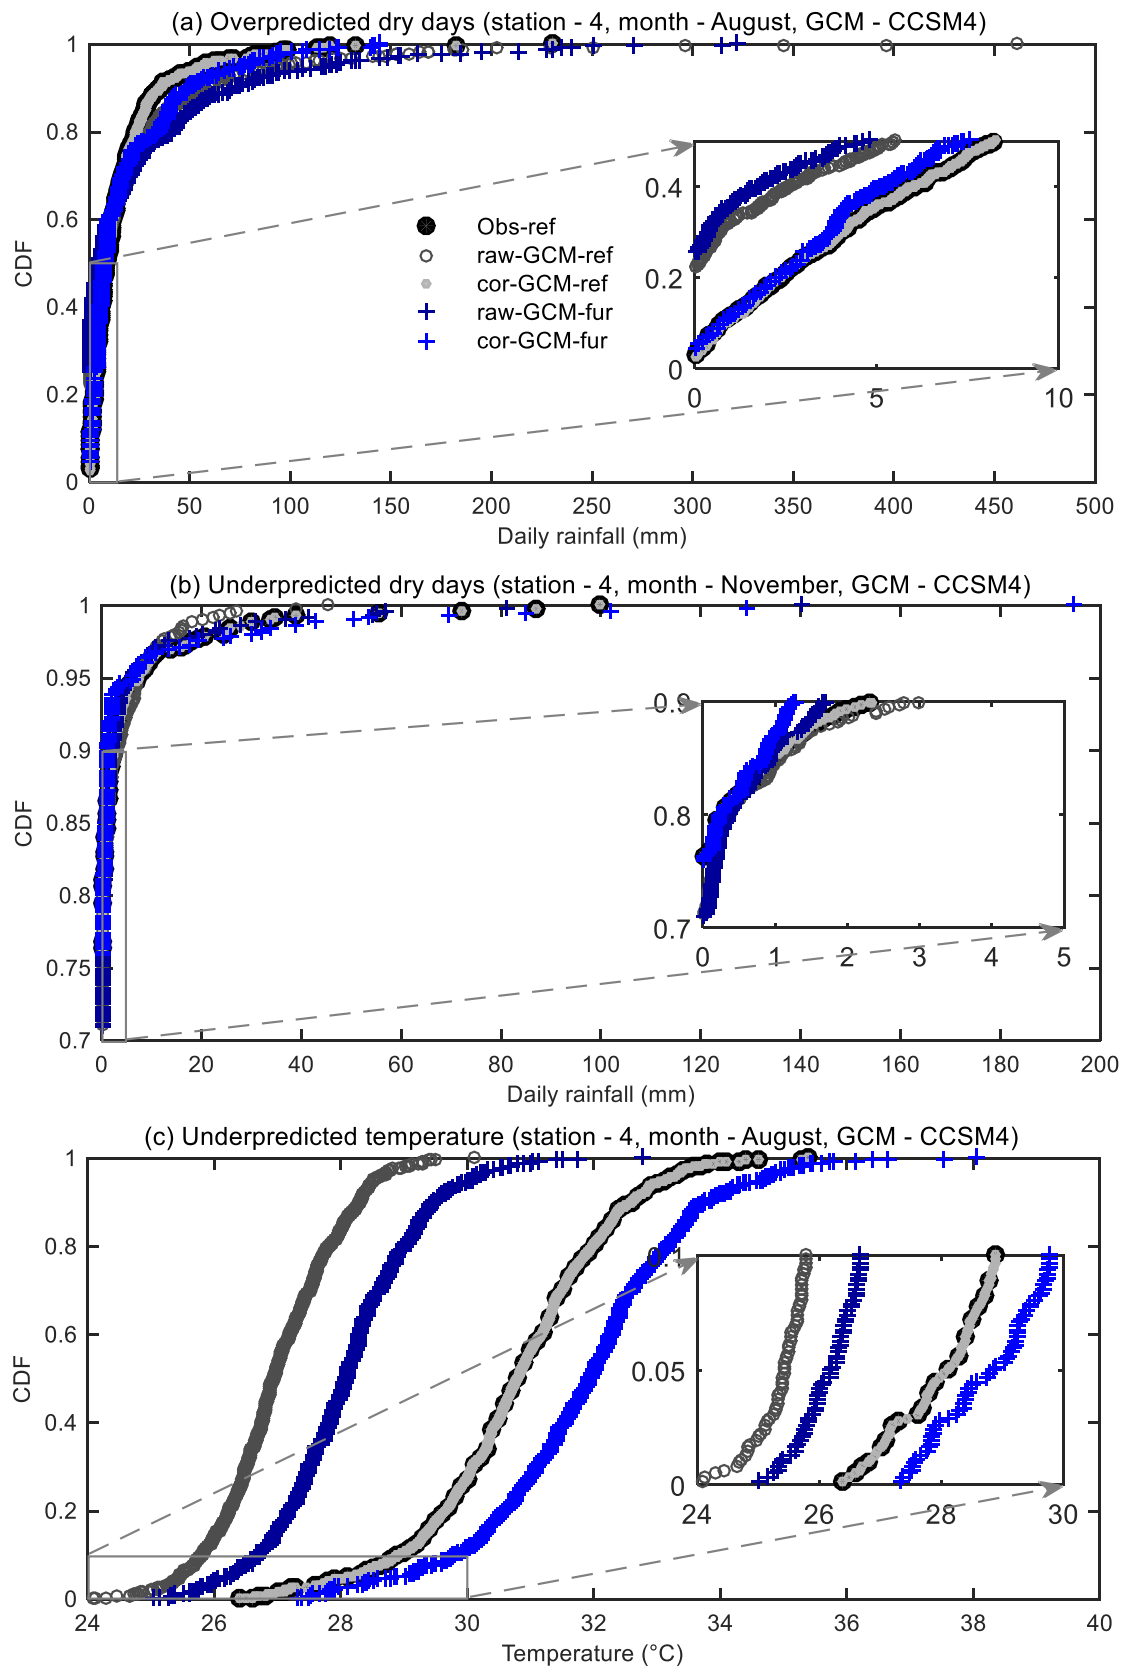 (a) Overpredicted dry days (station - 4, month - August, GCM - CCSM4)
1
0.8
0.6
0.4
0.2
0
CDF
Obs-ref
raw-GCM-ref
cor-GCM-ref
raw-GCM-fur
cor-GCM-fur
0.4
0.2
0
0 5 10
0 50 100 150 200 250 300 350 400 450 500
Daily rainfall (mm)
(b) Underpredicted dry days (station - 4, month - November, GCM - CCSM4)
1
0.95
0.9
0.85
0.8
0.75
0.7
CDF
0.9
0.8
0.7
0 1 2 3 4 5
0 20 40 60 80 100 120 140 160 180 200
Daily rainfall (mm)
(c) Underpredicted temperature (station - 4, month - August, GCM - CCSM4)
1
0.8
0.6
0.4
0.2
0
CDF
0.1
0.05
0
24 26 28 30
24 26 28 30 32 34 36 38 40
Temperature (°C)